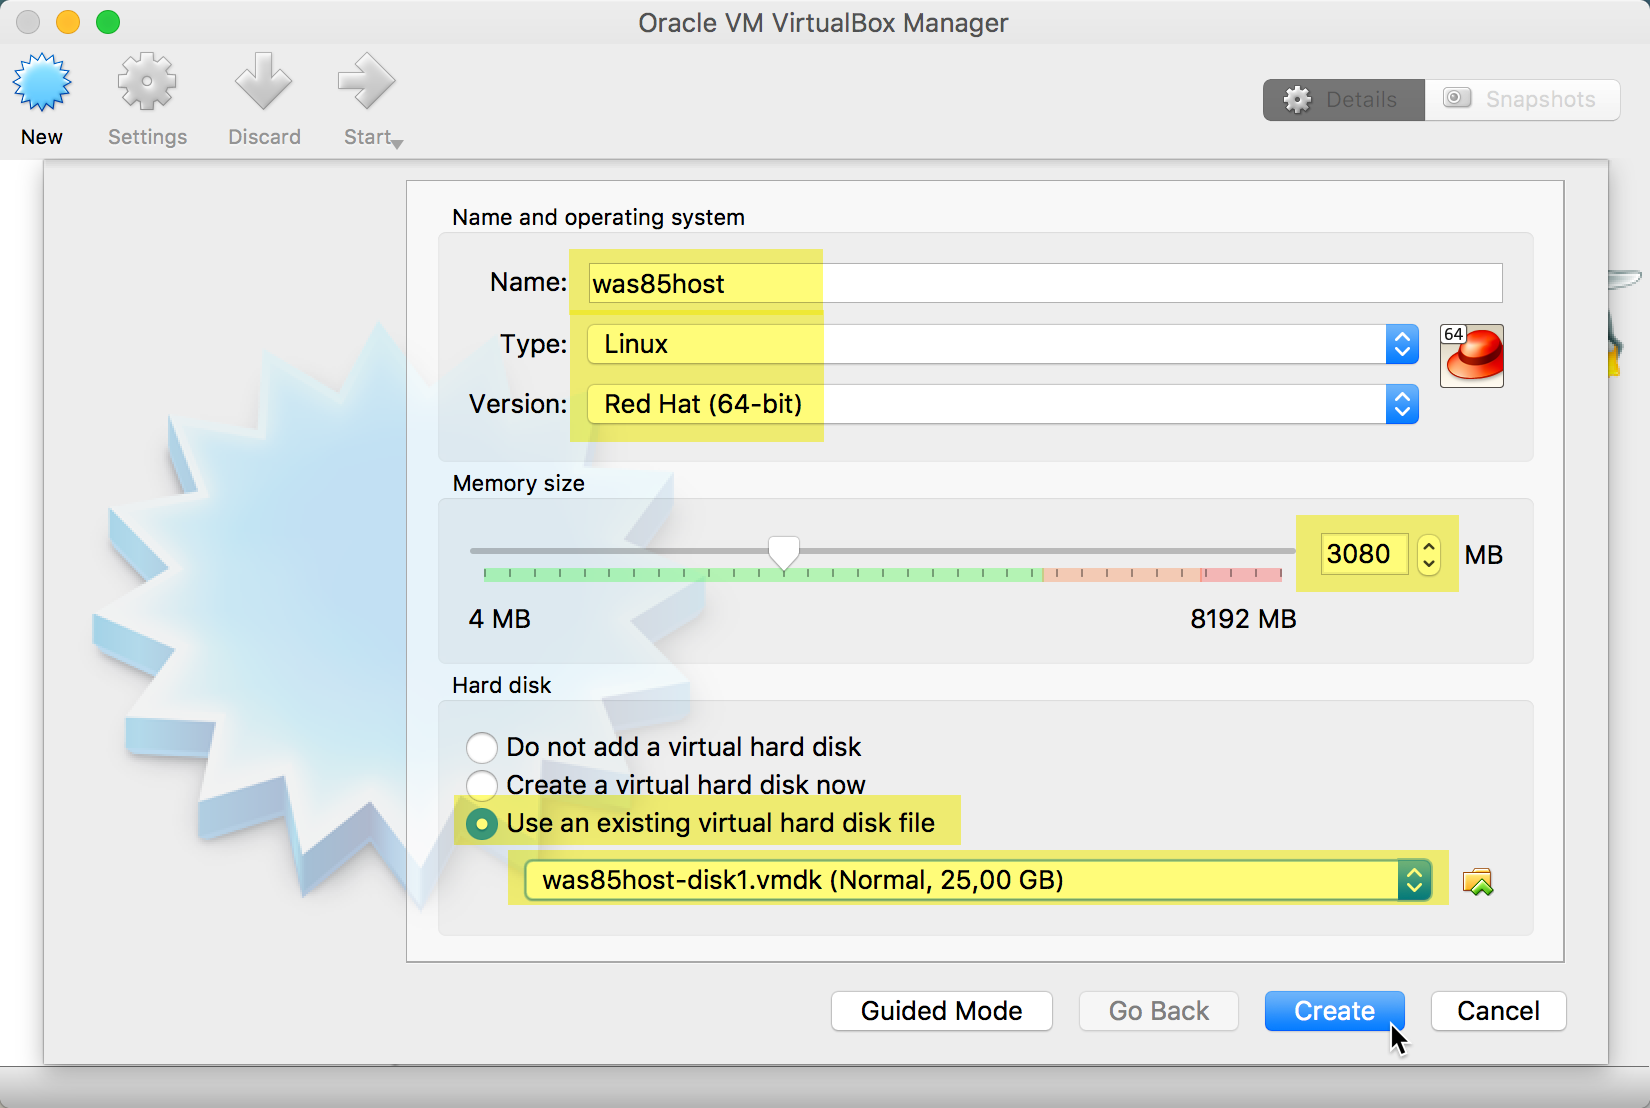 Oracle VM VirtualBox Manager
New
Settings
Discard
Start
Details
Snapshots
Name and operating system
Name: was85host
Type: Linux
64
Version: Red Hat (64-bit)
Memory size
3080 MB
4 MB
8192 MB
Hard disk
Do not add a virtual hard disk
Create a virtual hard disk now
Use an existing virtual hard disk file
was85host-disk1.vmdk (Normal, 25,00 GB)
Guided Mode
Go Back
Create
Cancel